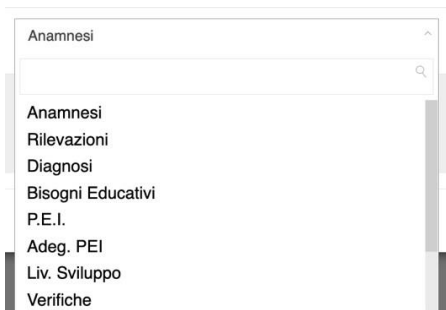 Anamnesi
Anamnesi
Rilevazioni
Diagnosi
Bisogni Educativi
P.E.I.
Adeg. PEI
Liv. Sviluppo
Verifiche